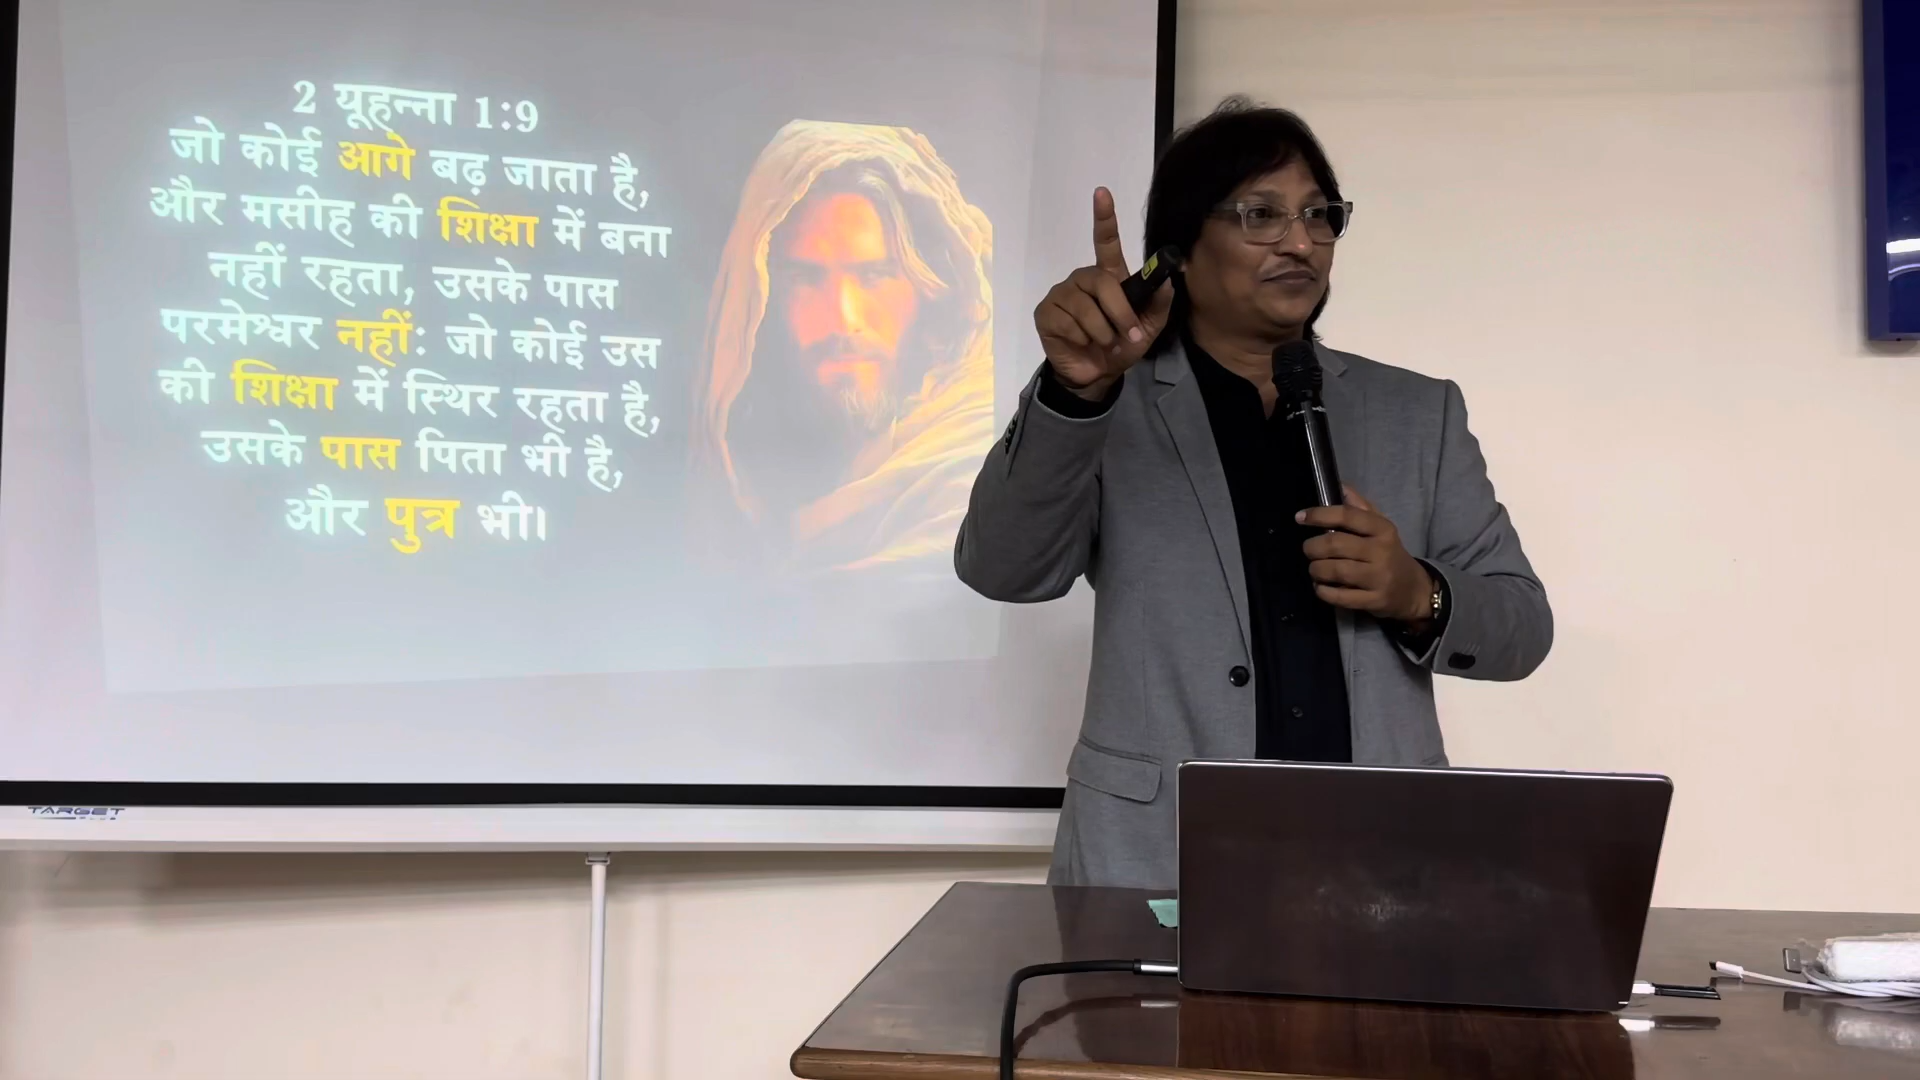 2 यूहन्ना 1:9
जो कोई आगे बढ़ जाता है,
और मसीह की शिक्षा में बना
नहीं रहता, उसके पास
परमेश्वर नहीं: जो कोई उस
की शिक्षा में स्थिर रहता है,
उसके पास पिता भी है,
और पुत्र भी।
TARGET